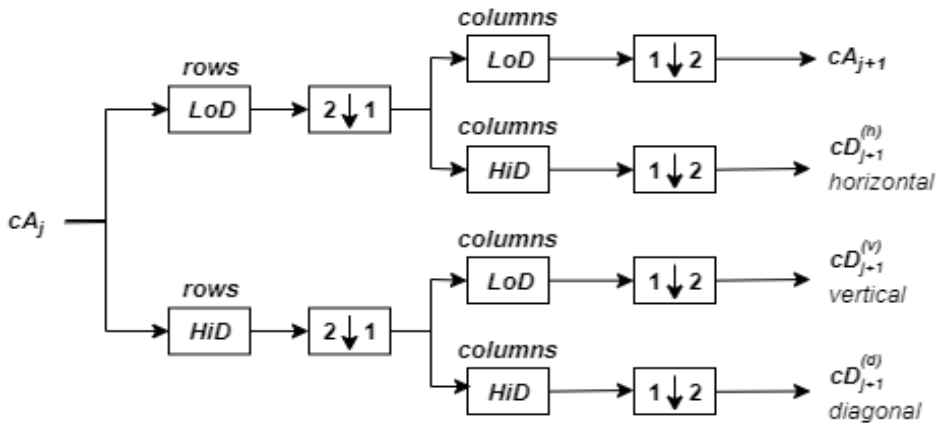 columns
LoD
1↓2
cA_{j+1}
rows
LoD
2↓1
columns
HiD
1↓2
cD_{j+1}^{(h)}
horizontal
cA_j
columns
LoD
1↓2
cD_{j+1}^{(v)}
vertical
rows
HiD
2↓1
columns
HiD
1↓2
cD_{j+1}^{(d)}
diagonal